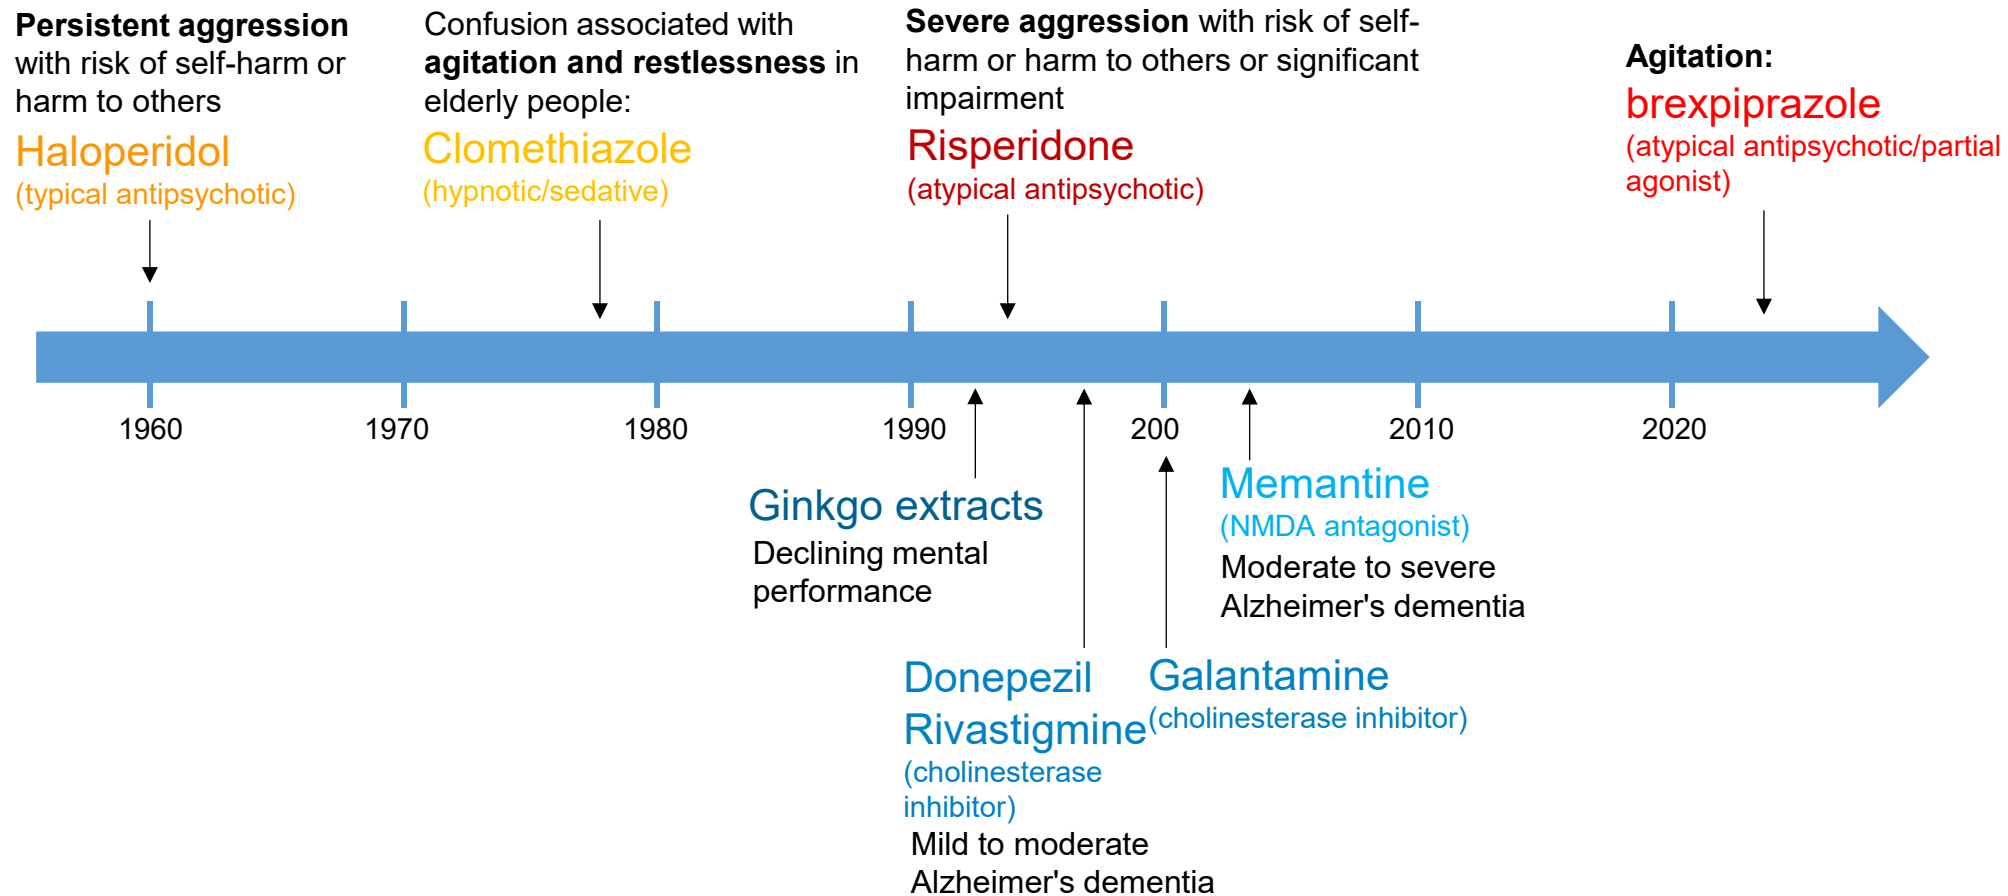 Persistent aggression
with risk of self-harm or
harm to others
Haloperidol
(typical antipsychotic)
Confusion associated with
agitation and restlessness in
elderly people:
Clomethiazole
(hypnotic/sedative)
Severe aggression with risk of self-
harm or harm to others or significant
impairment
Risperidone
(atypical antipsychotic)
Agitation:
brexpiprazole
(atypical antipsychotic/partial
agonist)
1960
1970
1980
1990
200
2010
2020
Ginkgo extracts
Declining mental
performance
Memantine
(NMDA antagonist)
Moderate to severe
Alzheimer's dementia
Donepezil
Rivastigmine
(cholinesterase
inhibitor)
Mild to moderate
Alzheimer's dementia
Galantamine
(cholinesterase inhibitor)